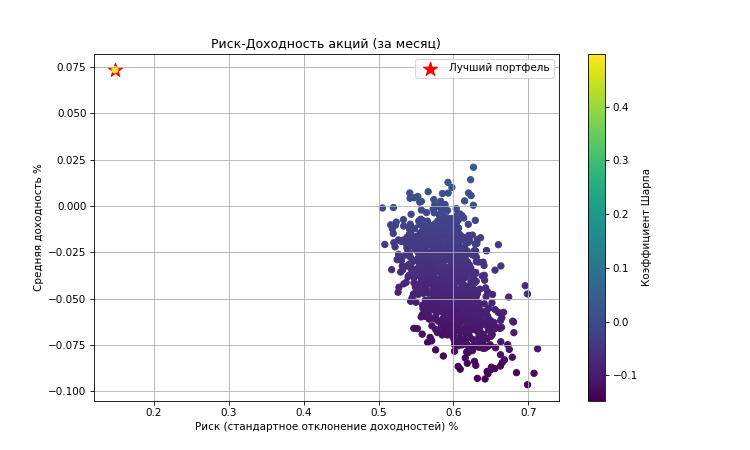 Риск-Доходность акций (за месяц)
Лучший портфель
0.075
0.050
0.025
0.000
−0.025
−0.050
−0.075
−0.100
Средняя доходность %
0.2 0.3 0.4 0.5 0.6 0.7
Риск (стандартное отклонение доходностей) %
0.4
0.3
0.2
0.1
0.0
−0.1
Коэффициент Шарпа